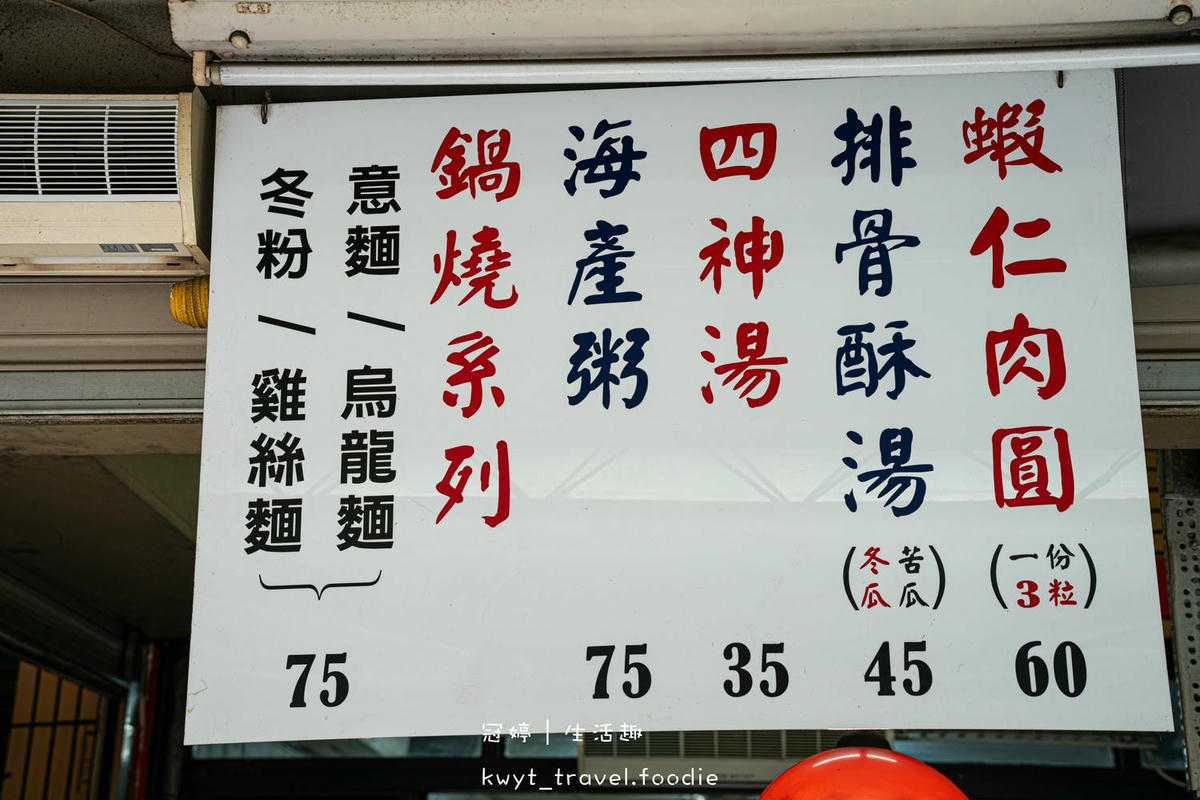 蝦仁肉圓
(一份3粒)
60
排骨酥湯
(苦瓜冬瓜)
45
四神湯
35
海產粥
75
鍋燒系列
意麵/烏龍麵
冬粉/雞絲麵
75
冠婷 | 生活趣
kwyt_travel.foodie